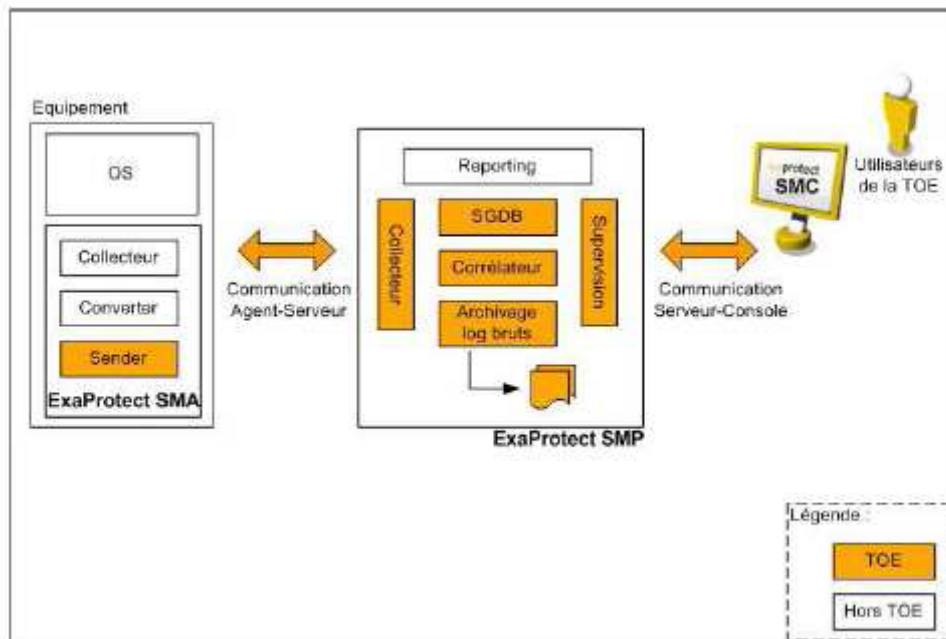 Equipement
OS
Collecteur
Converter
Sender
ExaProtect SMA
Communication
Agent-Serveur
Reporting
Collecteur
SGDB
Corrélateur
Archivage
log bruts
Supervision
ExaProtect SMP
Communication
Serveur-Console
protect
SMC
Utilisateurs
de la TOE
Légende :
TOE
Hors TOE